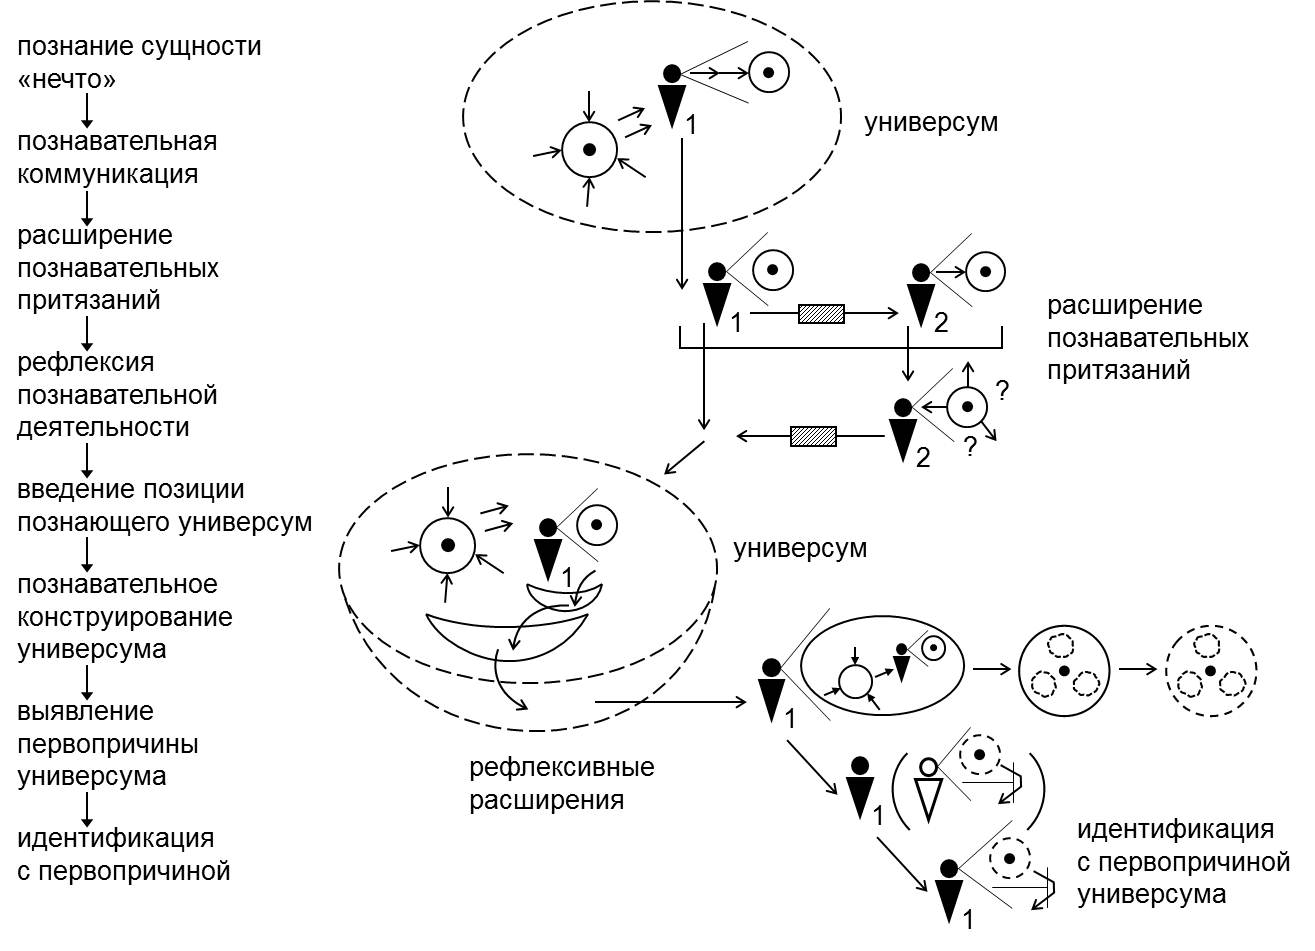 познание сущности
«нечто»
познавательная
коммуникация
расширение
познавательных
притязаний
рефлексия
познавательной
деятельности
введение позиции
познающего универсум
познавательное
конструирование
универсума
выявление
первопричины
универсума
идентификация
с первопричиной
1
универсум
1
2
расширение
познавательных
притязаний
?
?
2
1
универсум
1
рефлексивные
расширения
1
идентификация
с первопричиной
универсума
1